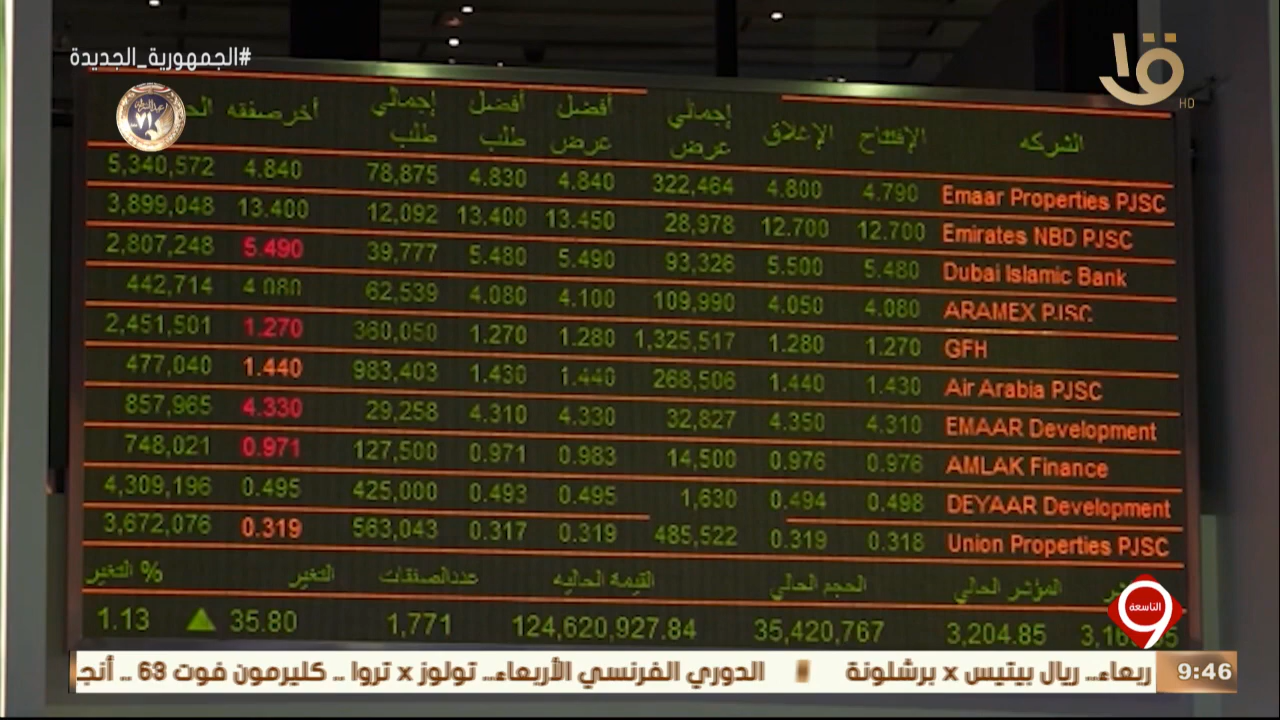 #الجمهورية_الجديدة
HD
الشركه الإفتتاح الإغلاق إجمالي عرض أفضل عرض أفضل طلب إجمالي طلب أخرصفقه
Emaar Properties PJSC 4.790 4.800 322,464 4.840 4.830 78,875 4.840 5,340,572
Emirates NBD PJSC 12.700 12.700 28,978 13.450 13.400 12,092 13.400 3,899,048
Dubai Islamic Bank 5.480 5.500 93,326 5.490 5.480 39,777 5.490 2,807,248
ARAMEX PJSC 4.080 4.050 109,990 4.100 4.080 62,539 4.080 442,714
GFH 1.270 1.280 1,325,517 1.280 1.270 360,050 1.270 2,451,501
Air Arabia PJSC 1.430 1.440 268,506 1.440 1.430 983,403 1.440 477,040
EMAAR Development 4.310 4.350 32,827 4.330 4.310 29,258 4.330 857,965
AMLAK Finance 0.976 0.976 14,500 0.983 0.971 127,500 0.971 748,021
DEYAAR Development 0.498 0.494 1,630 0.495 0.493 425,000 0.495 4,309,196
Union Properties PJSC 0.318 0.319 485,522 0.319 0.317 563,043 0.319 3,672,076
المؤشر الحالي الحجم الحالي القيمة الحاليه عددالصفقات التغير % التغير
3,204.85 35,420,767 124,620,927.84 1,771 35.80 1.13
التاسعة
9
9:46 ربعاء.. ريال بيتيس x برشلونة الدوري الفرنسي الأربعاء.. تولوز x تروا .. كليرمون فوت 63 .. أنجـ